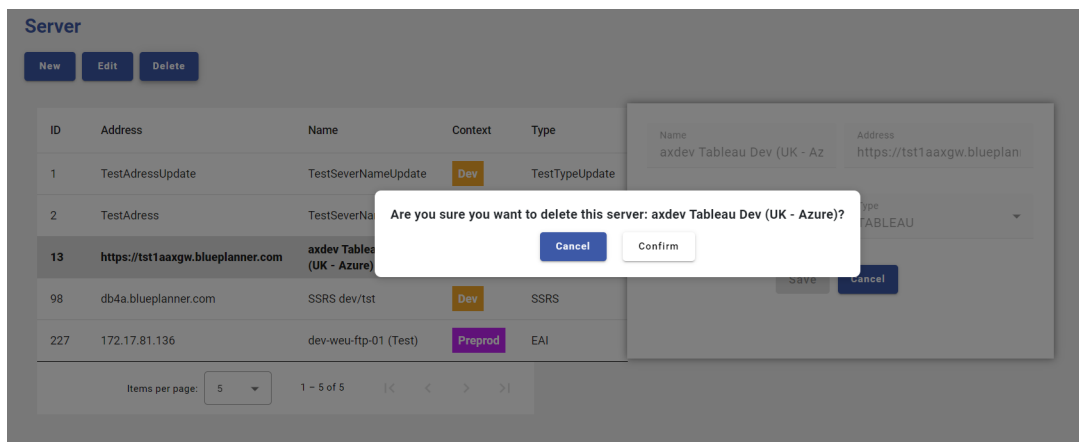 Server
New Edit Delete
ID Address Name Context Type
1 TestAdressUpdate TestSeverNameUpdate Dev TestTypeUpdate
2 TestAdress
13 https://tst1aaxgw.blueplanner.com axdev
(UK - Azure)
98 db4a.blueplanner.com SSRS dev/tst Dev SSRS
227 172.17.81.136 dev-weu-ftp-01 (Test) Preprod EAI
Items per page: 5 1 – 5 of 5 |< < > >|
Name Address
axdev Tableau Dev (UK - Az https://tst1aaxgw.blueplan
Type
TABLEAU
Save Cancel
Are you sure you want to delete this server: axdev Tableau Dev (UK - Azure)?
Cancel Confirm